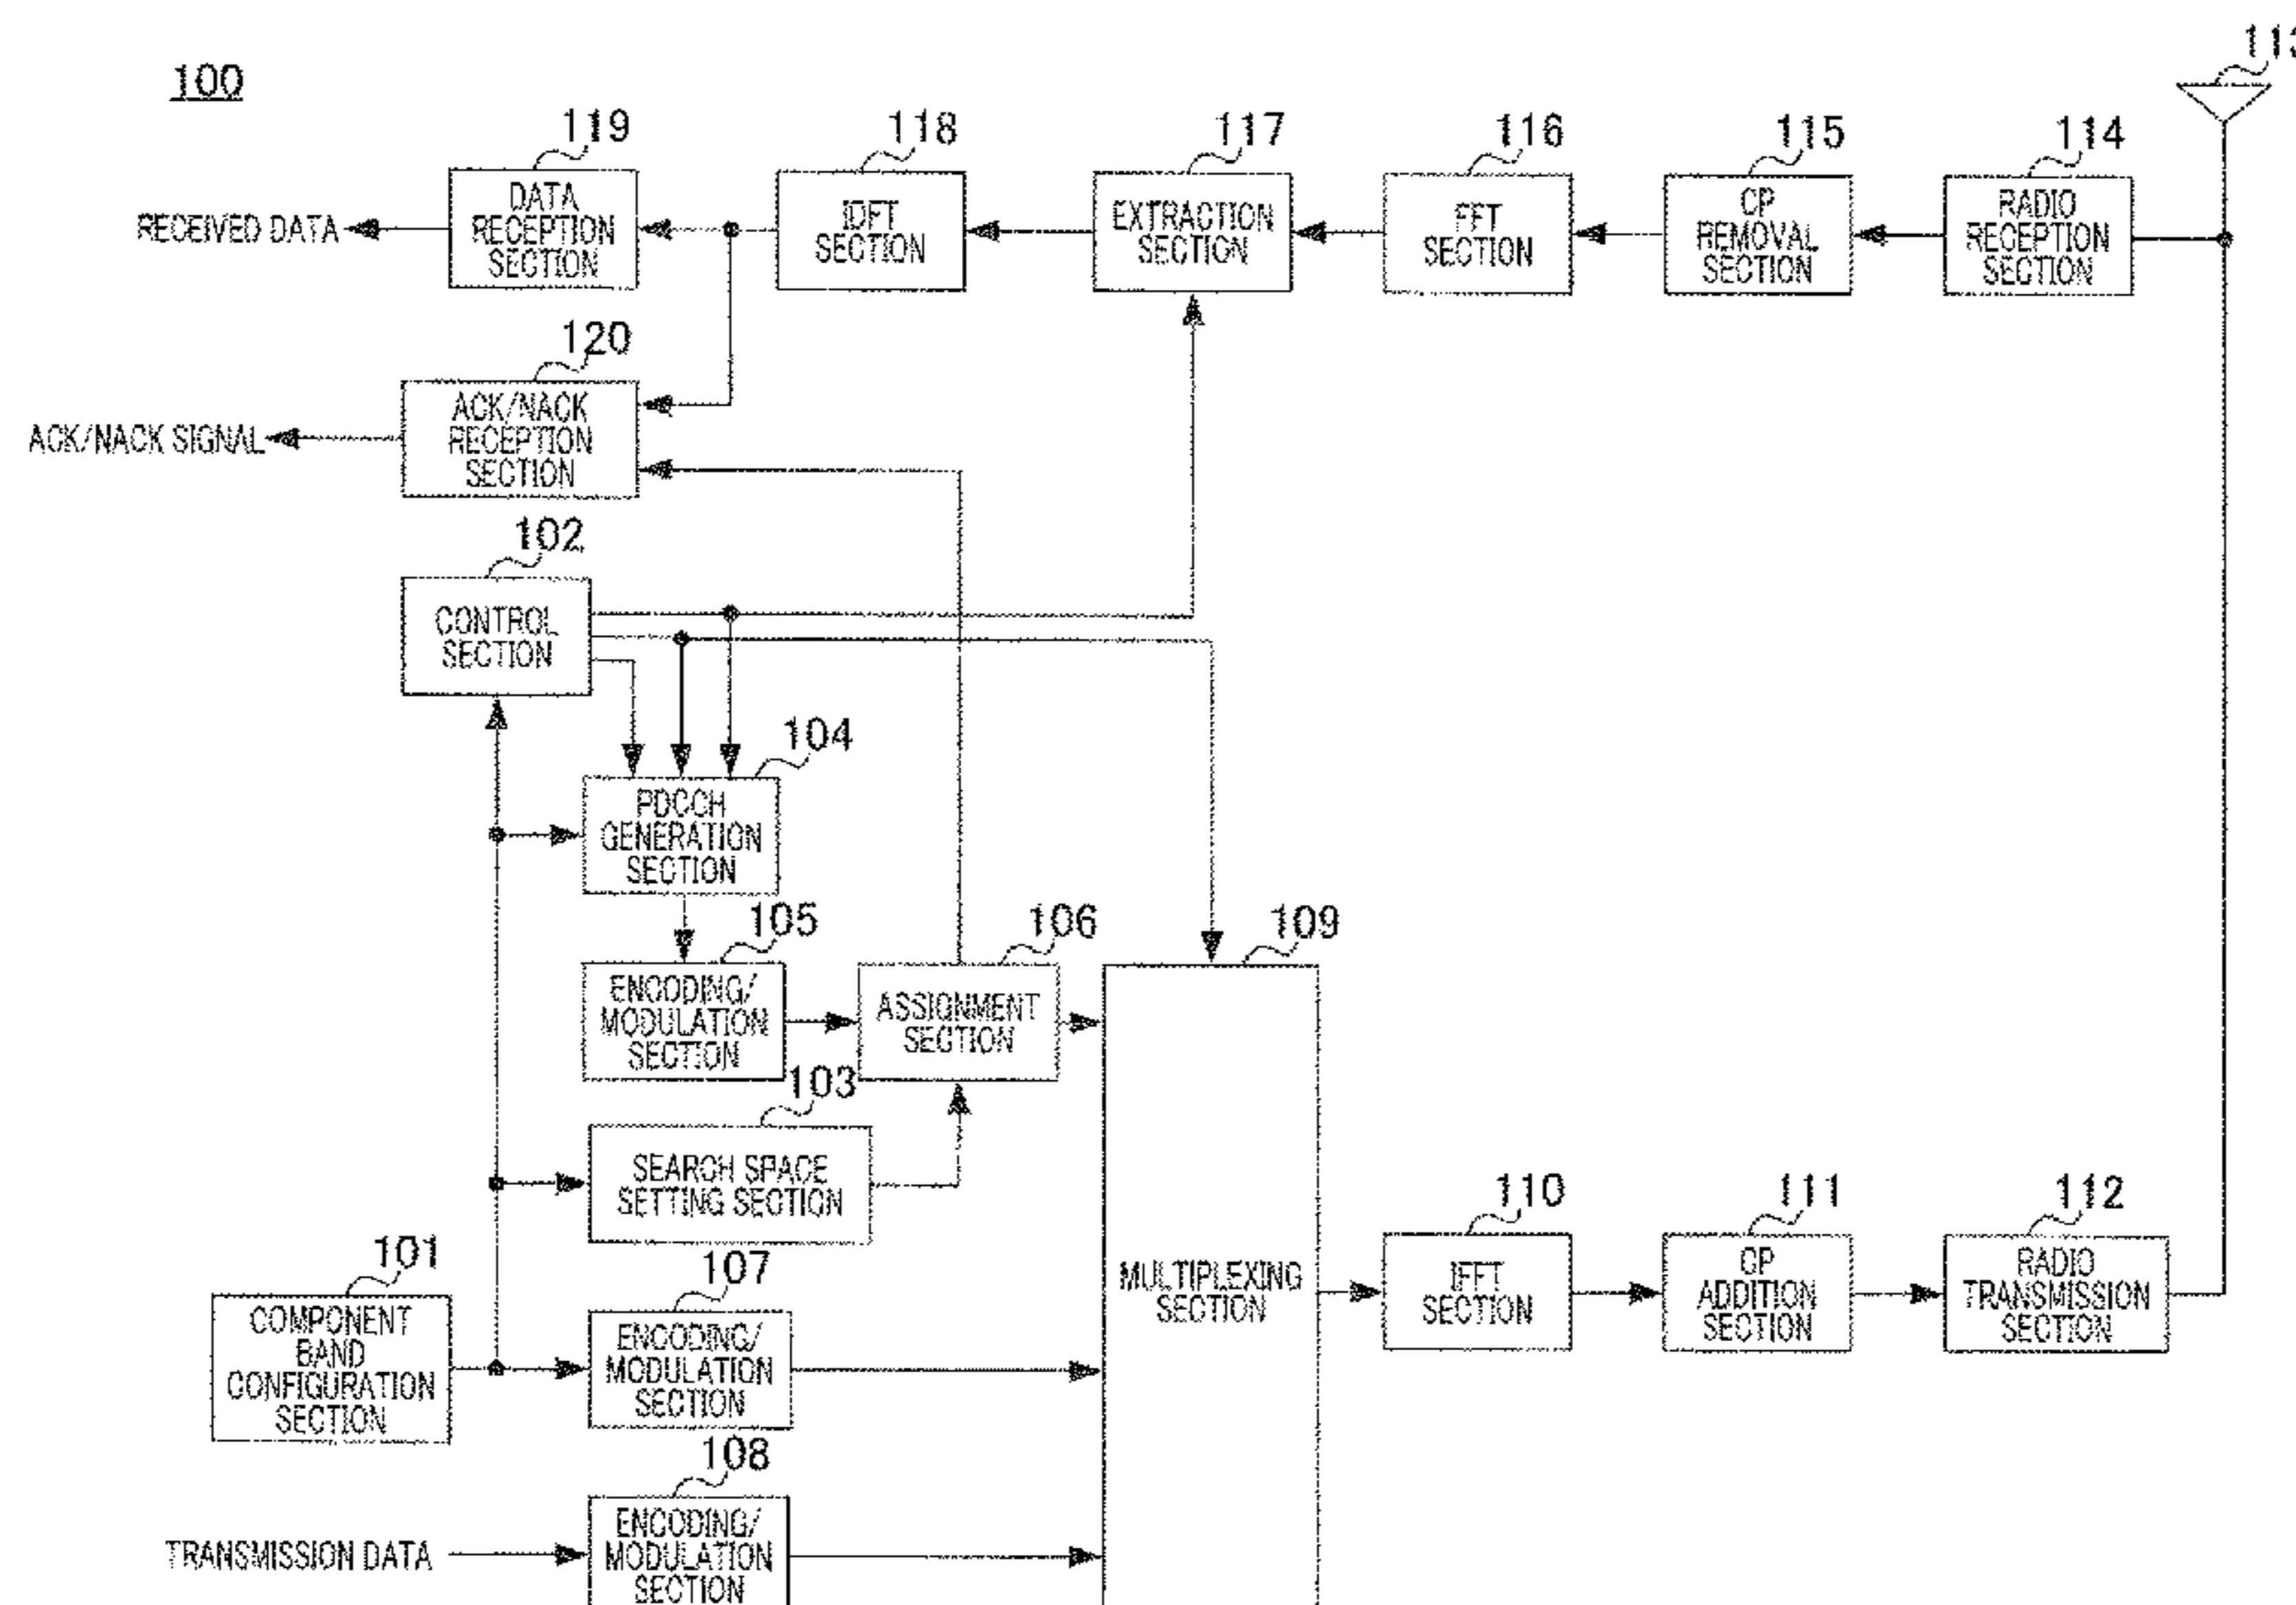 100
113
119
118
117
116
115
114
DATA
RECEPTION
SECTION
IDFT
SECTION
EXTRACTION
SECTION
FFT
SECTION
CP
REMOVAL
SECTION
RADIO
RECEPTION
SECTION
RECEIVED DATA
120
ACK/NACK
RECEPTION
SECTION
ACK/NACK SIGNAL
102
CONTROL
SECTION
104
PDCCH
GENERATION
SECTION
105
106
109
ENCODING/
MODULATION
SECTION
ASSIGNMENT
SECTION
103
SEARCH SPACE
SETTING SECTION
MULTIPLEXING
SECTION
110
111
112
IFFT
SECTION
CP
ADDITION
SECTION
RADIO
TRANSMISSION
SECTION
101
COMPONENT
BAND
CONFIGURATION
SECTION
107
ENCODING/
MODULATION
SECTION
108
TRANSMISSION DATA
ENCODING/
MODULATION
SECTION